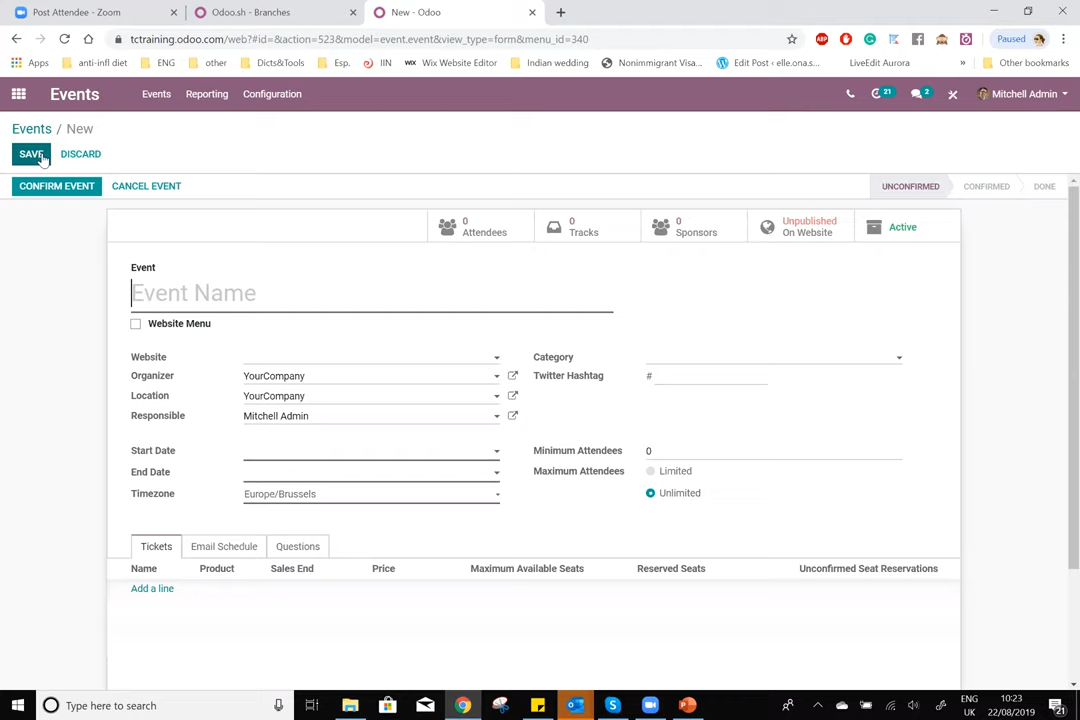 Post Attendee - Zoom
Odoo.sh - Branches
New - Odoo
tctraining.odoo.com/web?#id=&action=523&model=event.event&view_type=form&menu_id=340
ABP
Paused
Apps
anti-infl diet
ENG
other
Dicts&Tools
Esp.
IIN
WIX
Wix Website Editor
Indian wedding
Nonimmigrant Visa...
Edit Post ‹ elle.ona.s...
LiveEdit Aurora
»
Other bookmarks
Events
Events
Reporting
Configuration
21
2
Mitchell Admin
Events / New
SAVE
DISCARD
CONFIRM EVENT
CANCEL EVENT
UNCONFIRMED
CONFIRMED
DONE
0
Attendees
0
Tracks
0
Sponsors
Unpublished
On Website
Active
Event
Event Name
Website Menu
Website
Category
Organizer
YourCompany
Twitter Hashtag
#
Location
YourCompany
Responsible
Mitchell Admin
Start Date
Minimum Attendees
0
End Date
Maximum Attendees
Limited
Timezone
Europe/Brussels
Unlimited
Tickets
Email Schedule
Questions
Name
Product
Sales End
Price
Maximum Available Seats
Reserved Seats
Unconfirmed Seat Reservations
Add a line
Type here to search
ENG
UK
10:23
22/08/2019
21